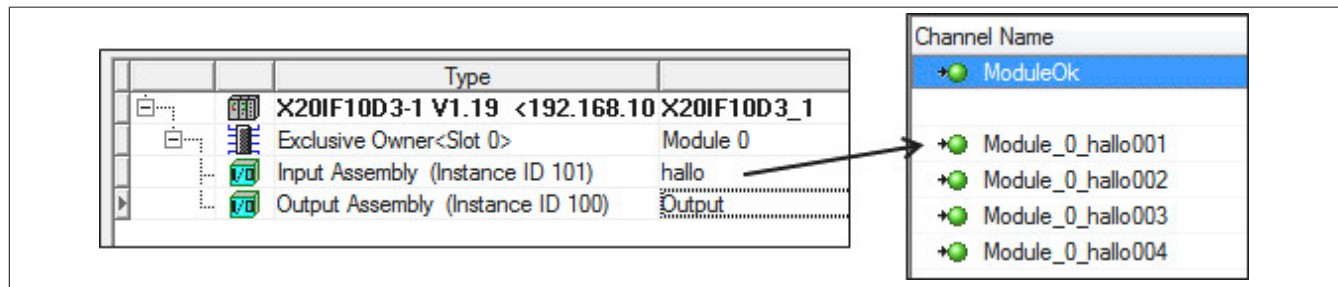 Type
X20IF10D3-1 V1.19 <192.168.10 X20IF10D3_1
Exclusive Owner<Slot 0> Module 0
Input Assembly (Instance ID 101) hallo
Output Assembly (Instance ID 100) Output
Channel Name
ModuleOk
Module_0_hallo001
Module_0_hallo002
Module_0_hallo003
Module_0_hallo004